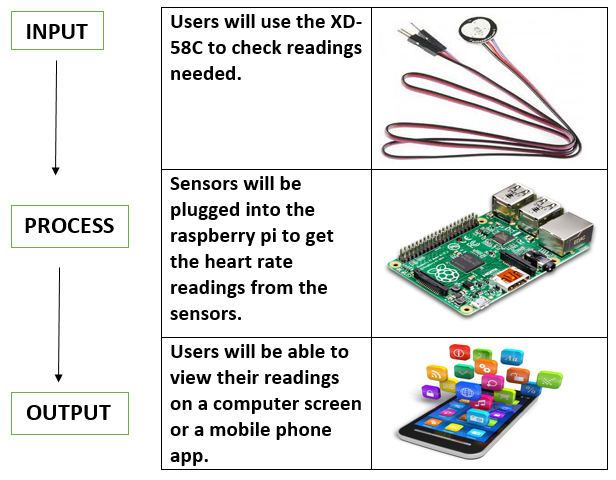 INPUT
Users will use the XD-
58C to check readings
needed.
PROCESS
Sensors will be
plugged into the
raspberry pi to get
the heart rate
readings from the
sensors.
OUTPUT
Users will be able to
view their readings
on a computer screen
or a mobile phone
app.